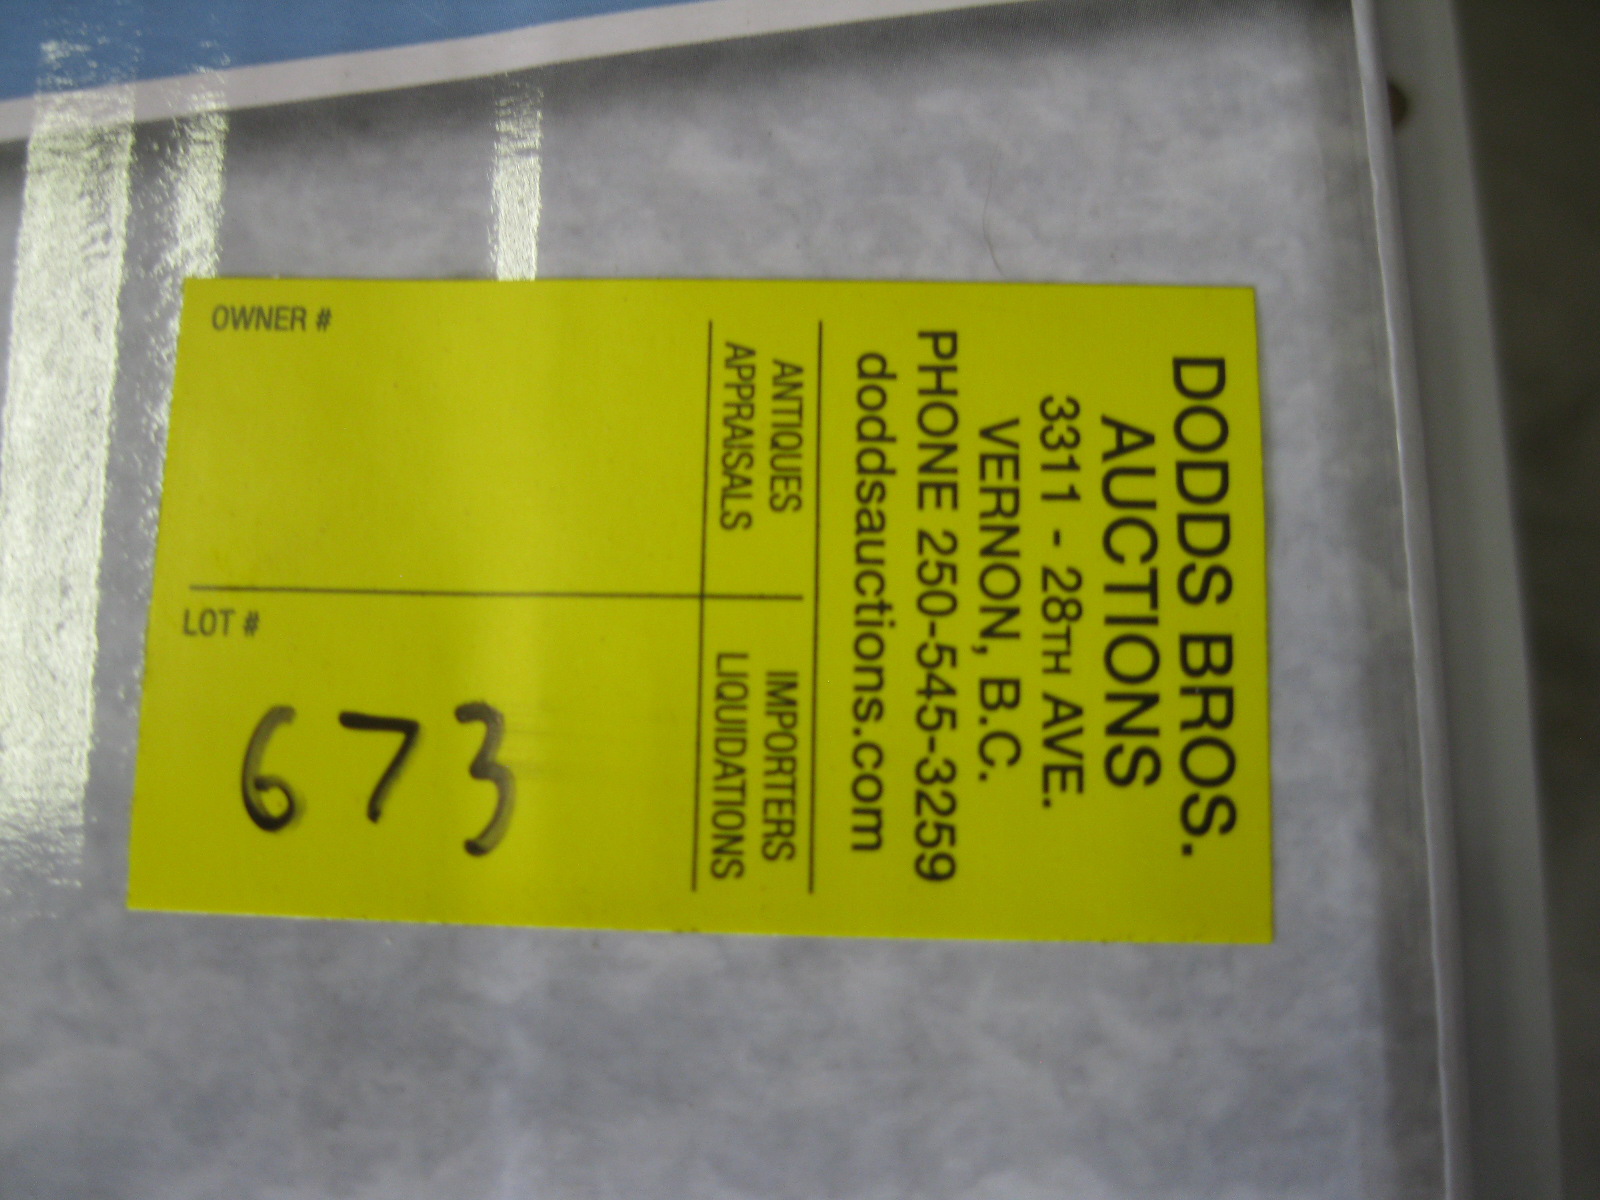 DODDS BROS.
AUCTIONS
3311 - 28TH AVE.
VERNON, B.C.
PHONE 250-545-3259
doddsauctions.com
ANTIQUES
APPRAISALS
IMPORTERS
LIQUIDATIONS
OWNER #
LOT #
673